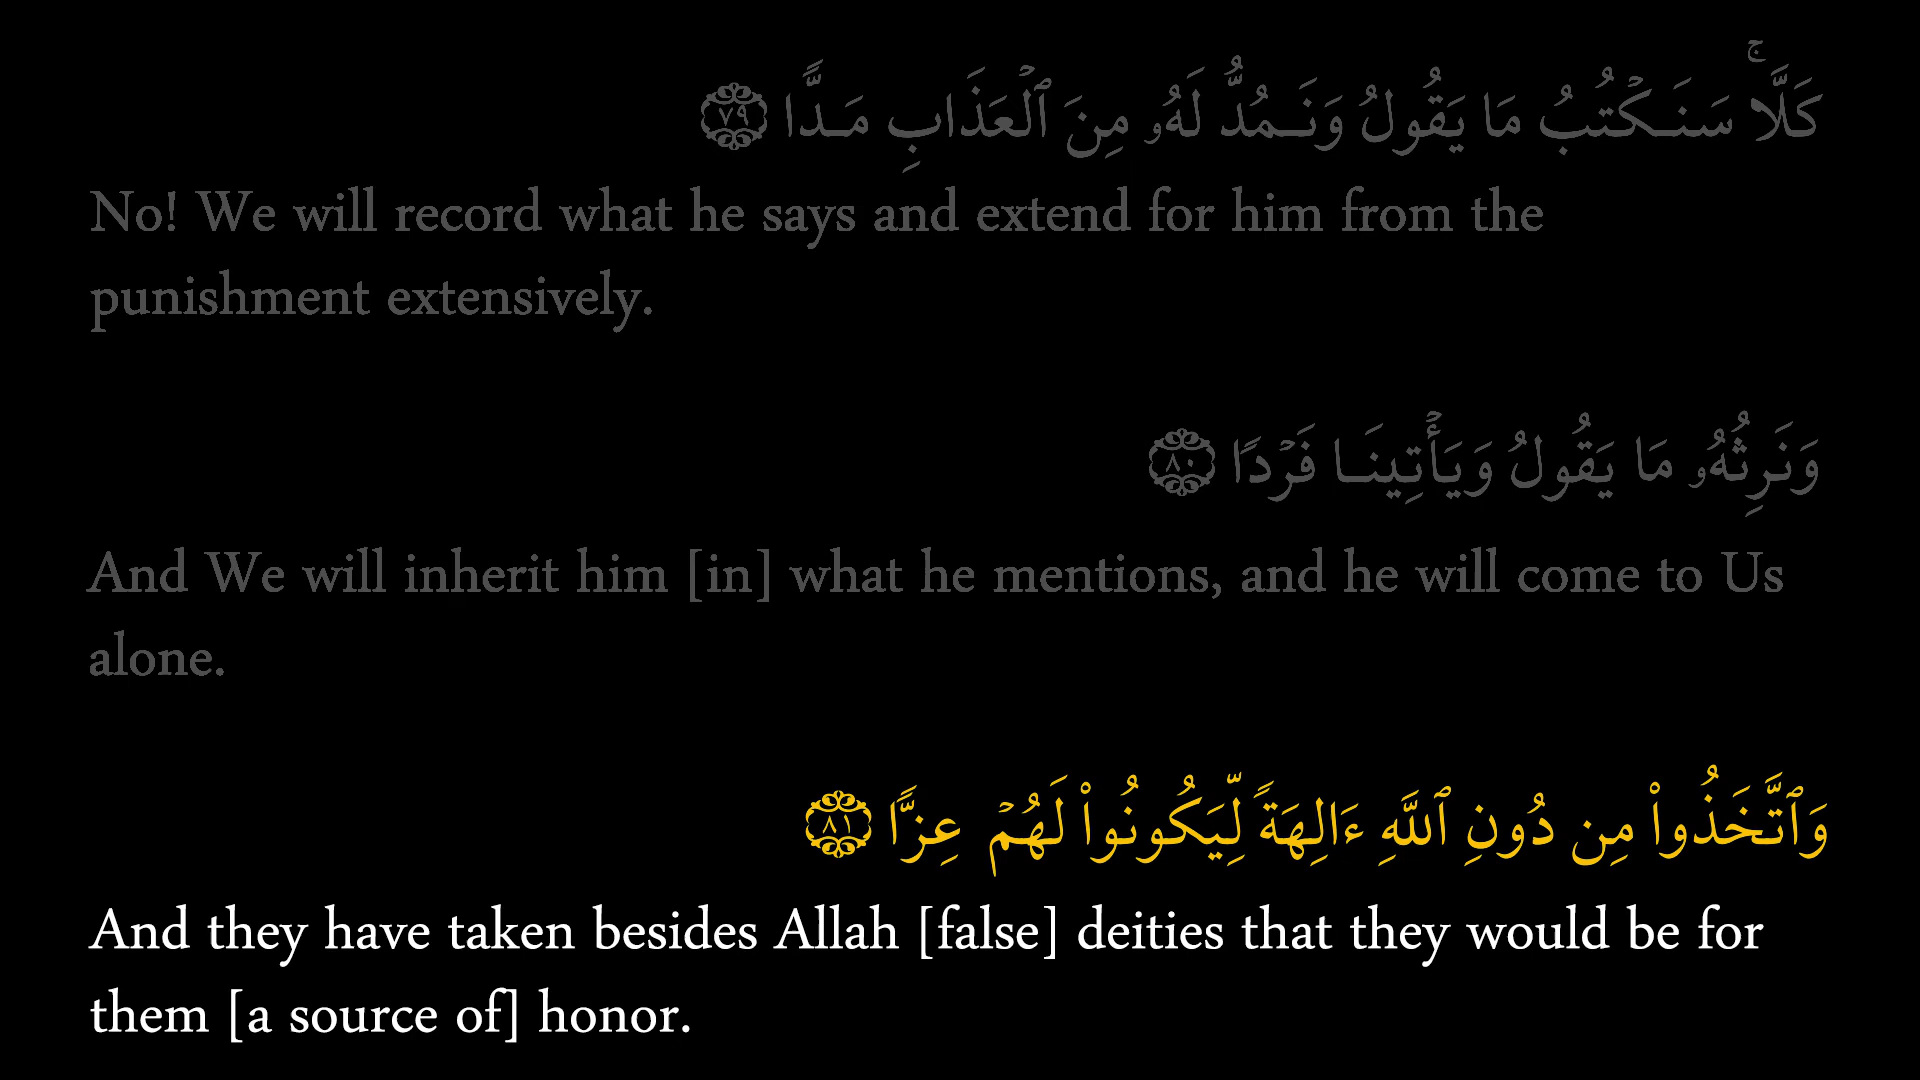 كَلَّاۚ سَنَكۡتُبُ مَا يَقُولُ وَنَمُدُّ لَهُۥ مِنَ ٱلۡعَذَابِ مَدًّا ٧٩
No! We will record what he says and extend for him from the
punishment extensively.
وَنَرِثُهُۥ مَا يَقُولُ وَيَأۡتِينَا فَرۡدًا ٨٠
And We will inherit him [in] what he mentions, and he will come to Us
alone.
وَٱتَّخَذُواْ مِن دُونِ ٱللَّهِ ءَالِهَةً لِّيَكُونُواْ لَهُمۡ عِزًّا ٨١
And they have taken besides Allah [false] deities that they would be for
them [a source of] honor.